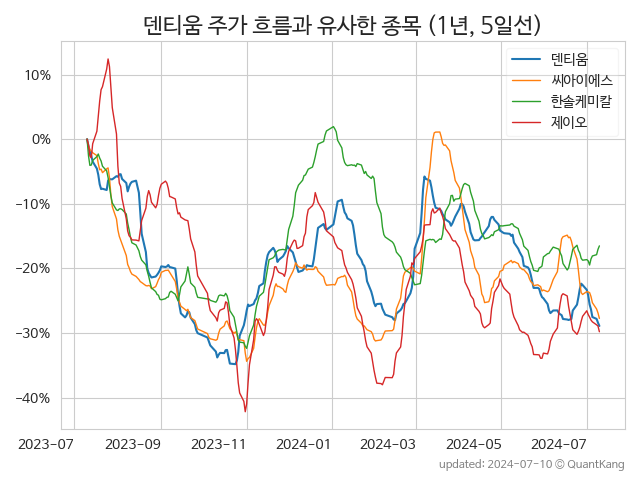 덴티움 주가 흐름과 유사한 종목 (1년, 5일선)
덴티움
씨아이에스
한솔케미칼
제이오
10%
0%
−10%
−20%
−30%
−40%
2023-07 2023-09 2023-11 2024-01 2024-03 2024-05 2024-07
updated: 2024-07-10 © QuantKang